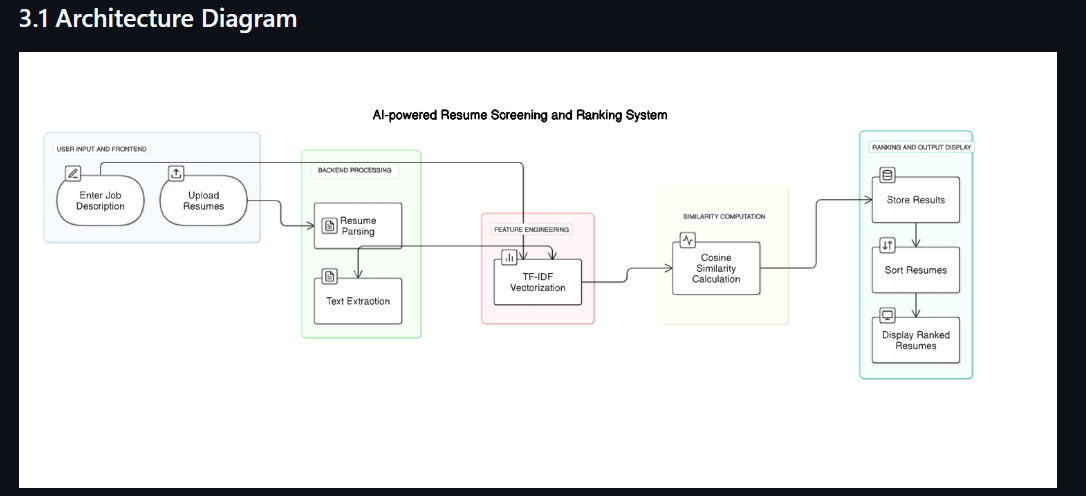 3.1 Architecture Diagram
AI-powered Resume Screening and Ranking System
USER INPUT AND FRONTEND
Enter Job
Description
Upload
Resumes
BACKEND PROCESSING
Resume
Parsing
Text Extraction
FEATURE ENGINEERING
TF-IDF
Vectorization
SIMILARITY COMPUTATION
Cosine
Similarity
Calculation
RANKING AND OUTPUT DISPLAY
Store Results
Sort Resumes
Display Ranked
Resumes